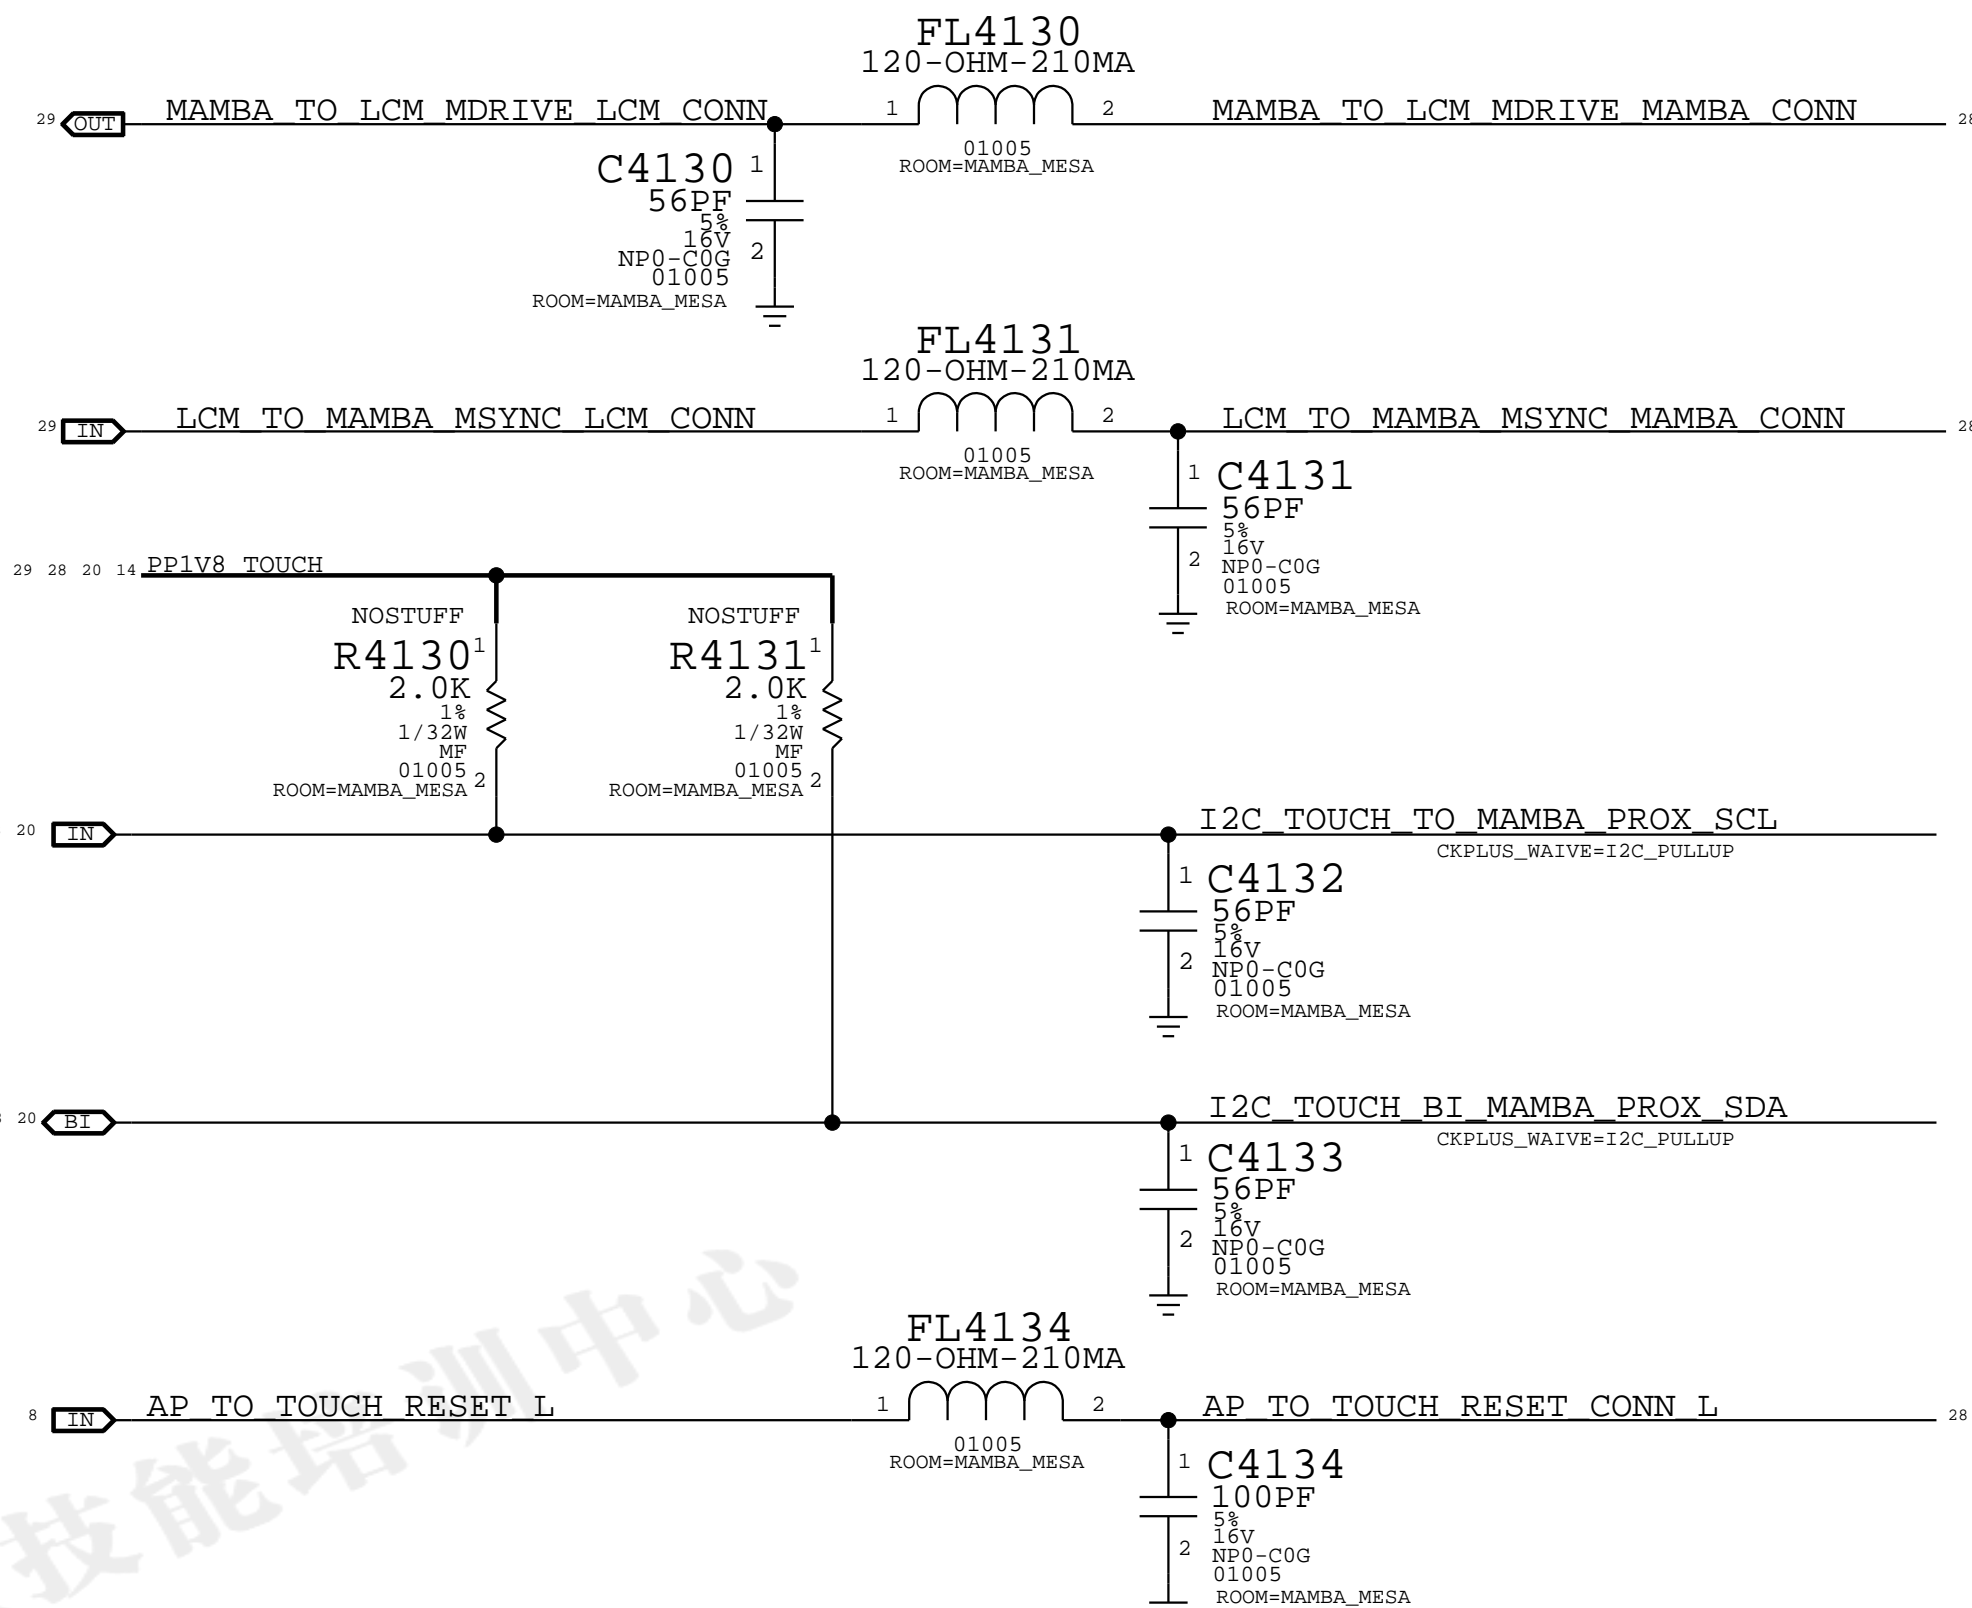 FL4130
120-OHM-210MA
29 OUT MAMBA_TO_LCM_MDRIVE_LCM_CONN 1 2 MAMBA_TO_LCM_MDRIVE_MAMBA_CONN 28
01005
ROOM=MAMBA_MESA
C4130 1
56PF
5%
16V
NP0-C0G 2
01005
ROOM=MAMBA_MESA
FL4131
120-OHM-210MA
29 IN LCM_TO_MAMBA_MSYNC_LCM_CONN 1 2 LCM_TO_MAMBA_MSYNC_MAMBA_CONN 28
01005
ROOM=MAMBA_MESA
1 C4131
56PF
5%
16V
2 NP0-C0G
01005
ROOM=MAMBA_MESA
29 28 20 14 PP1V8_TOUCH
NOSTUFF
R4130 1
2.0K
1%
1/32W
MF
01005
ROOM=MAMBA_MESA 2
NOSTUFF
R4131 1
2.0K
1%
1/32W
MF
01005
ROOM=MAMBA_MESA 2
20 IN I2C_TOUCH_TO_MAMBA_PROX_SCL
CKPLUS_WAIVE=I2C_PULLUP
1 C4132
56PF
5%
16V
2 NP0-C0G
01005
ROOM=MAMBA_MESA
20 BI I2C_TOUCH_BI_MAMBA_PROX_SDA
CKPLUS_WAIVE=I2C_PULLUP
1 C4133
56PF
5%
16V
2 NP0-C0G
01005
ROOM=MAMBA_MESA
FL4134
120-OHM-210MA
8 IN AP_TO_TOUCH_RESET_L 1 2 AP_TO_TOUCH_RESET_CONN_L 28
01005
ROOM=MAMBA_MESA
1 C4134
100PF
5%
16V
2 NP0-C0G
01005
ROOM=MAMBA_MESA
技能培训中心